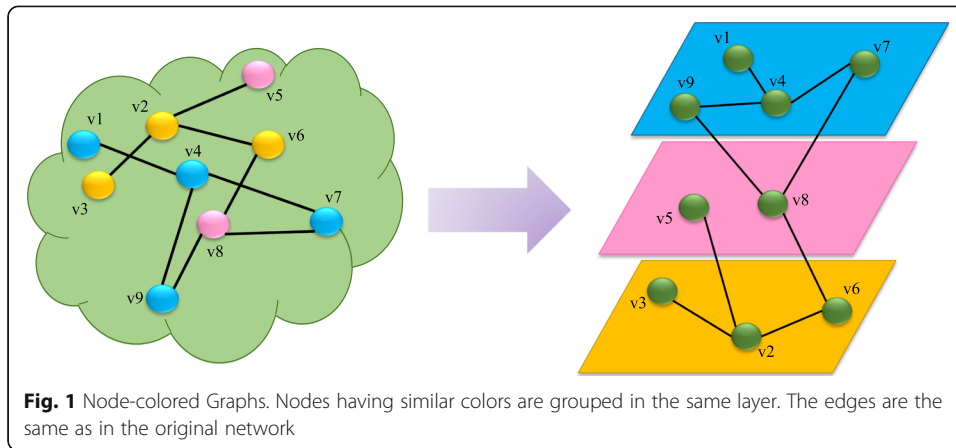 v5
v2
v1
v6
v4
v3
v7
v8
v9
v1
v7
v9
v4
v5
v8
v3
v6
v2
Fig. 1 Node-colored Graphs. Nodes having similar colors are grouped in the same layer. The edges are the
same as in the original network